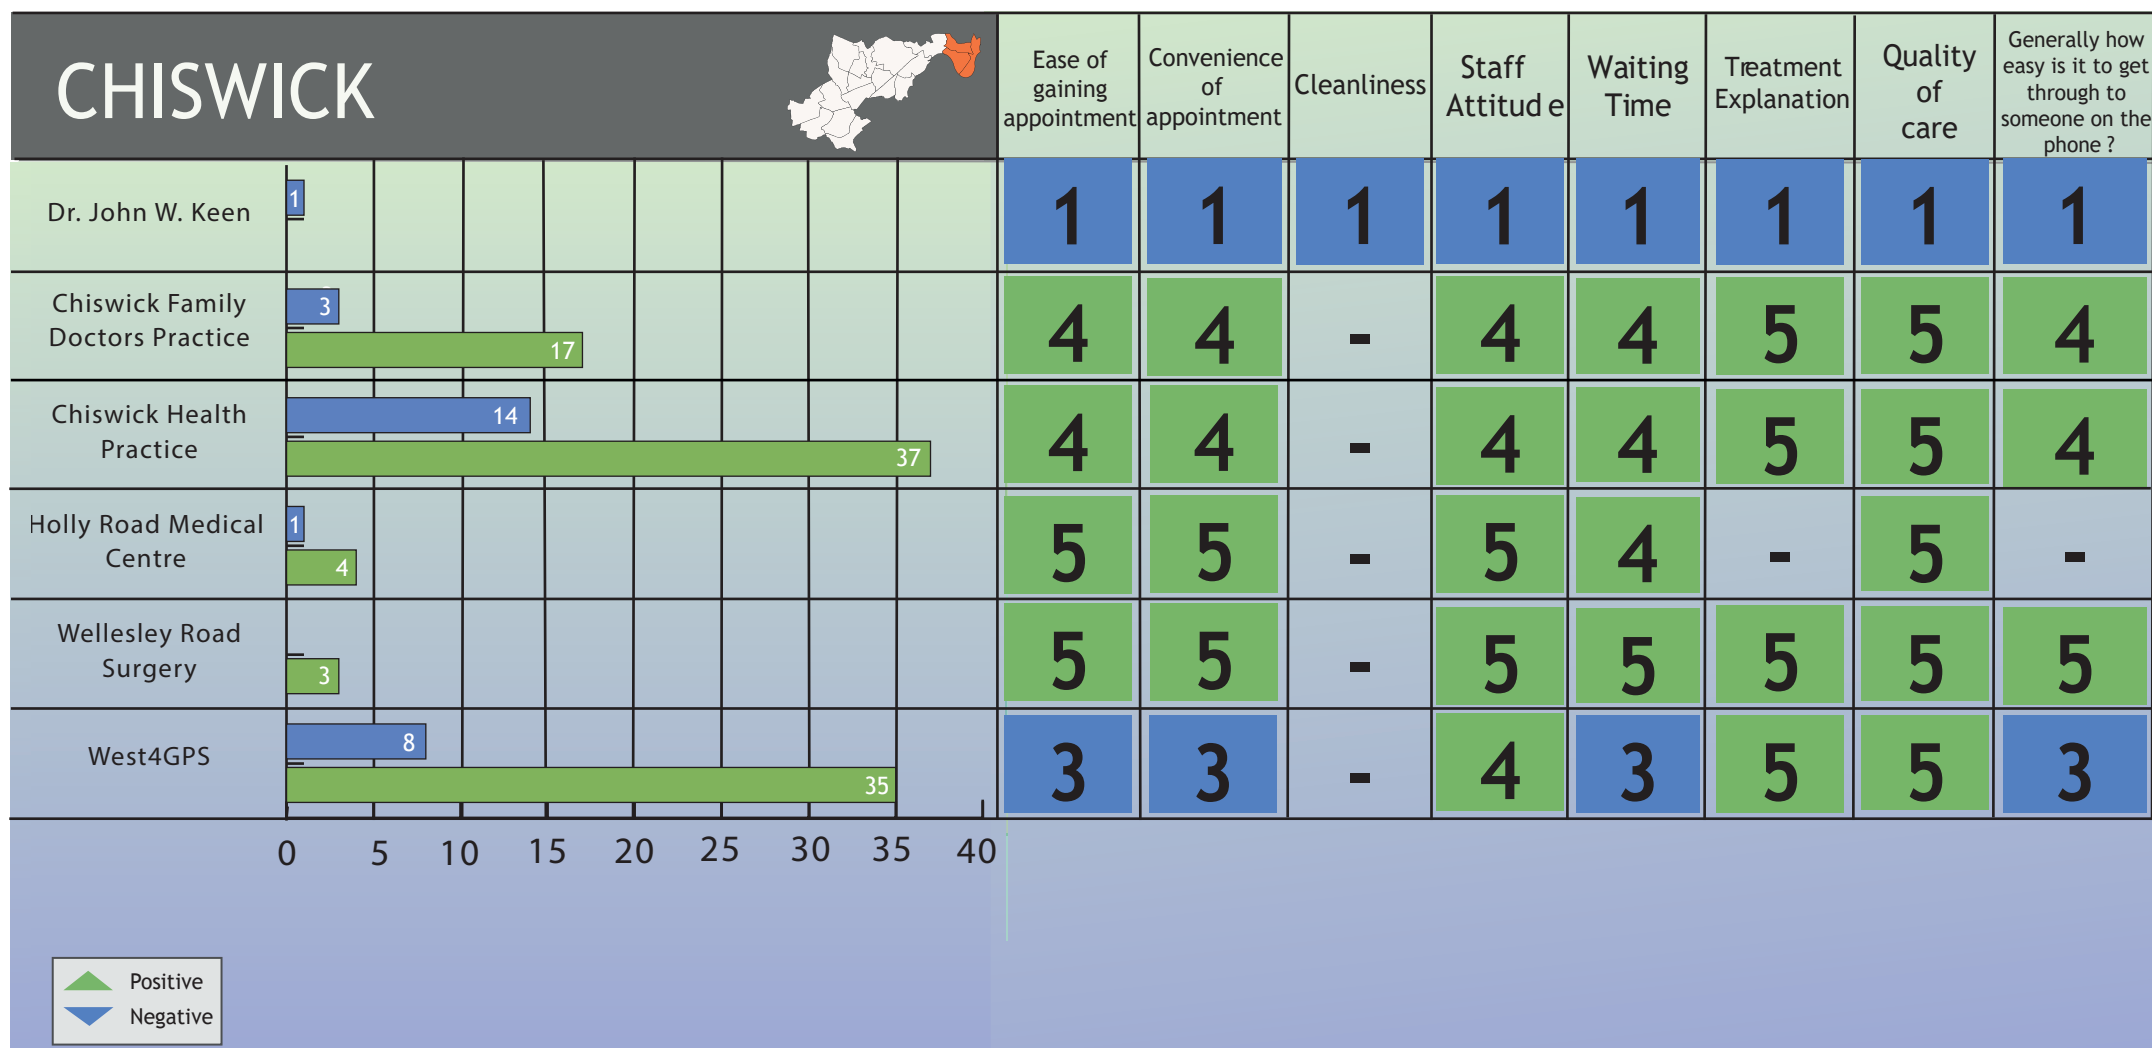 CHISWICK
Ease of
gaining
appointment
Convenience
of
appointment
Cleanliness
Staff
Attitude
Waiting
Time
Treatment
Explanation
Quality
of
care
Generally how
easy is it to get
through to
someone on the
phone ?
Dr. John W. Keen
1
1 1 1 1 1 1 1 1
Chiswick Family
Doctors Practice
3
17
4 4 - 4 4 5 5 4
Chiswick Health
Practice
14
37
4 4 - 4 4 5 5 4
Holly Road Medical
Centre
1
4
5 5 - 5 4 - 5 -
Wellesley Road
Surgery
3
5 5 - 5 5 5 5 5
West4GPS
8
35
3 3 - 4 3 5 5 3
0 5 10 15 20 25 30 35 40
Positive
Negative